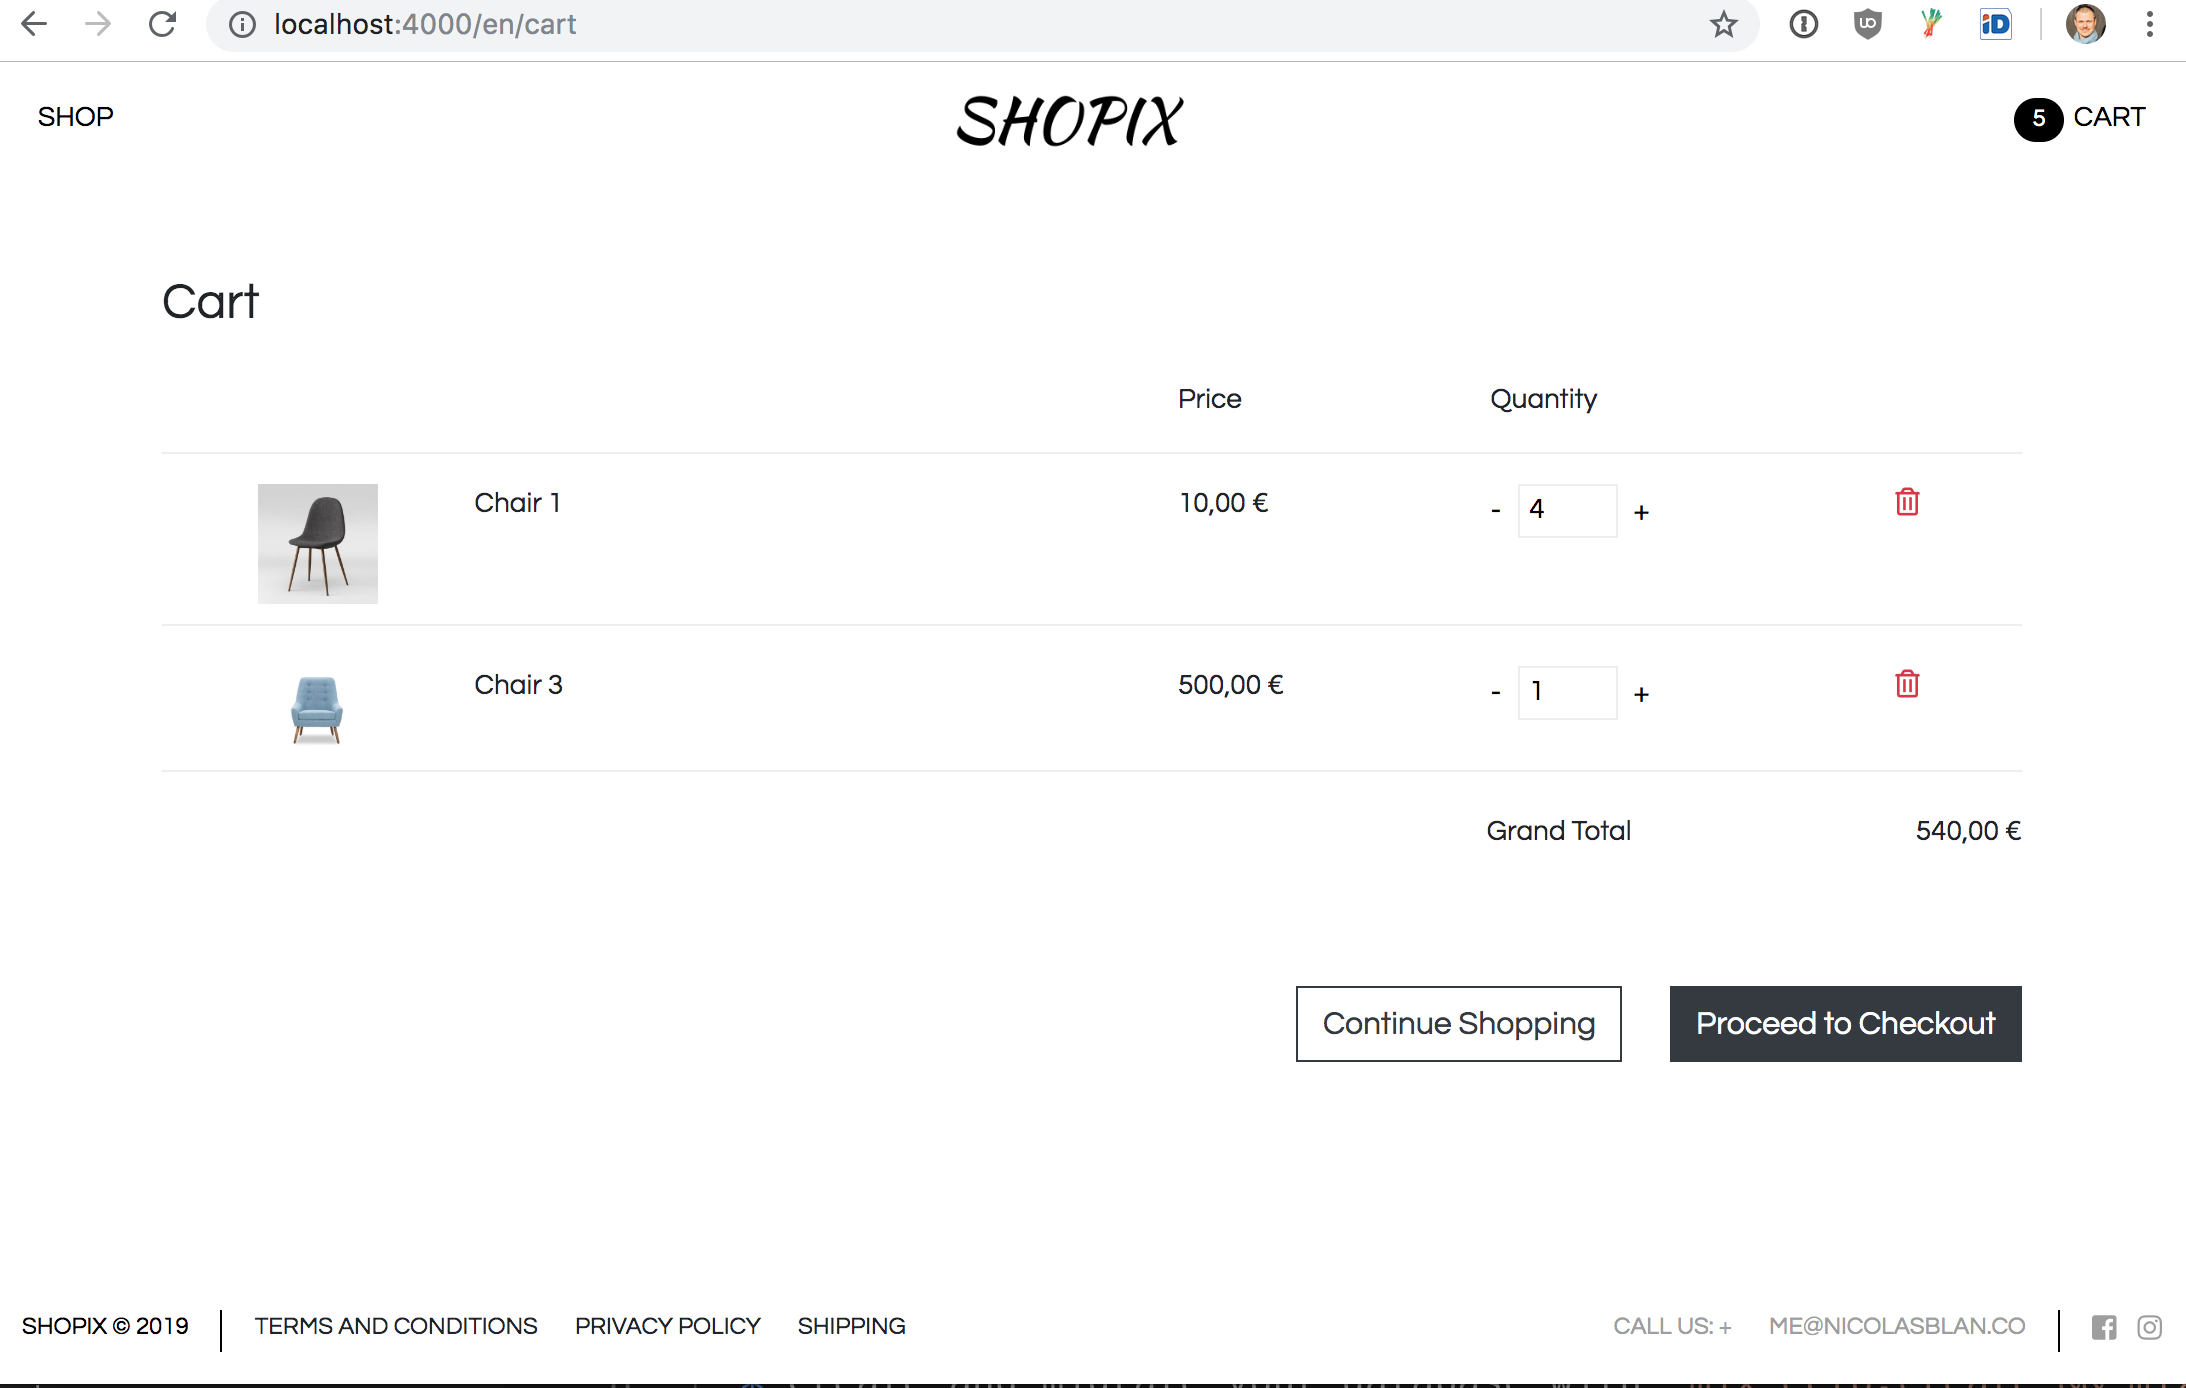 localhost:4000/en/cart
SHOP
SHOPIX
5 CART
Cart
Price Quantity
Chair 1 10,00 € - 4 +
Chair 3 500,00 € - 1 +
Grand Total 540,00 €
Continue Shopping Proceed to Checkout
SHOPIX © 2019 TERMS AND CONDITIONS PRIVACY POLICY SHIPPING CALL US: + ME@NICOLASBLAN.CO